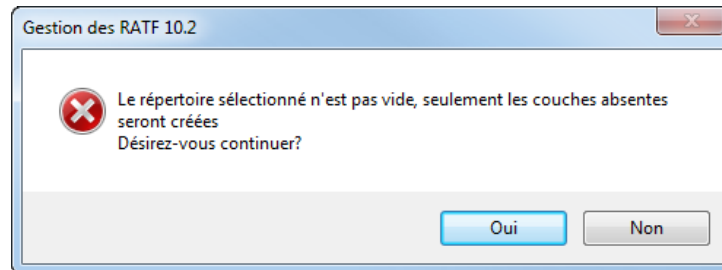 Gestion des RATF 10.2
Le répertoire sélectionné n'est pas vide, seulement les couches absentes
seront créées
Désirez-vous continuer?
Oui
Non